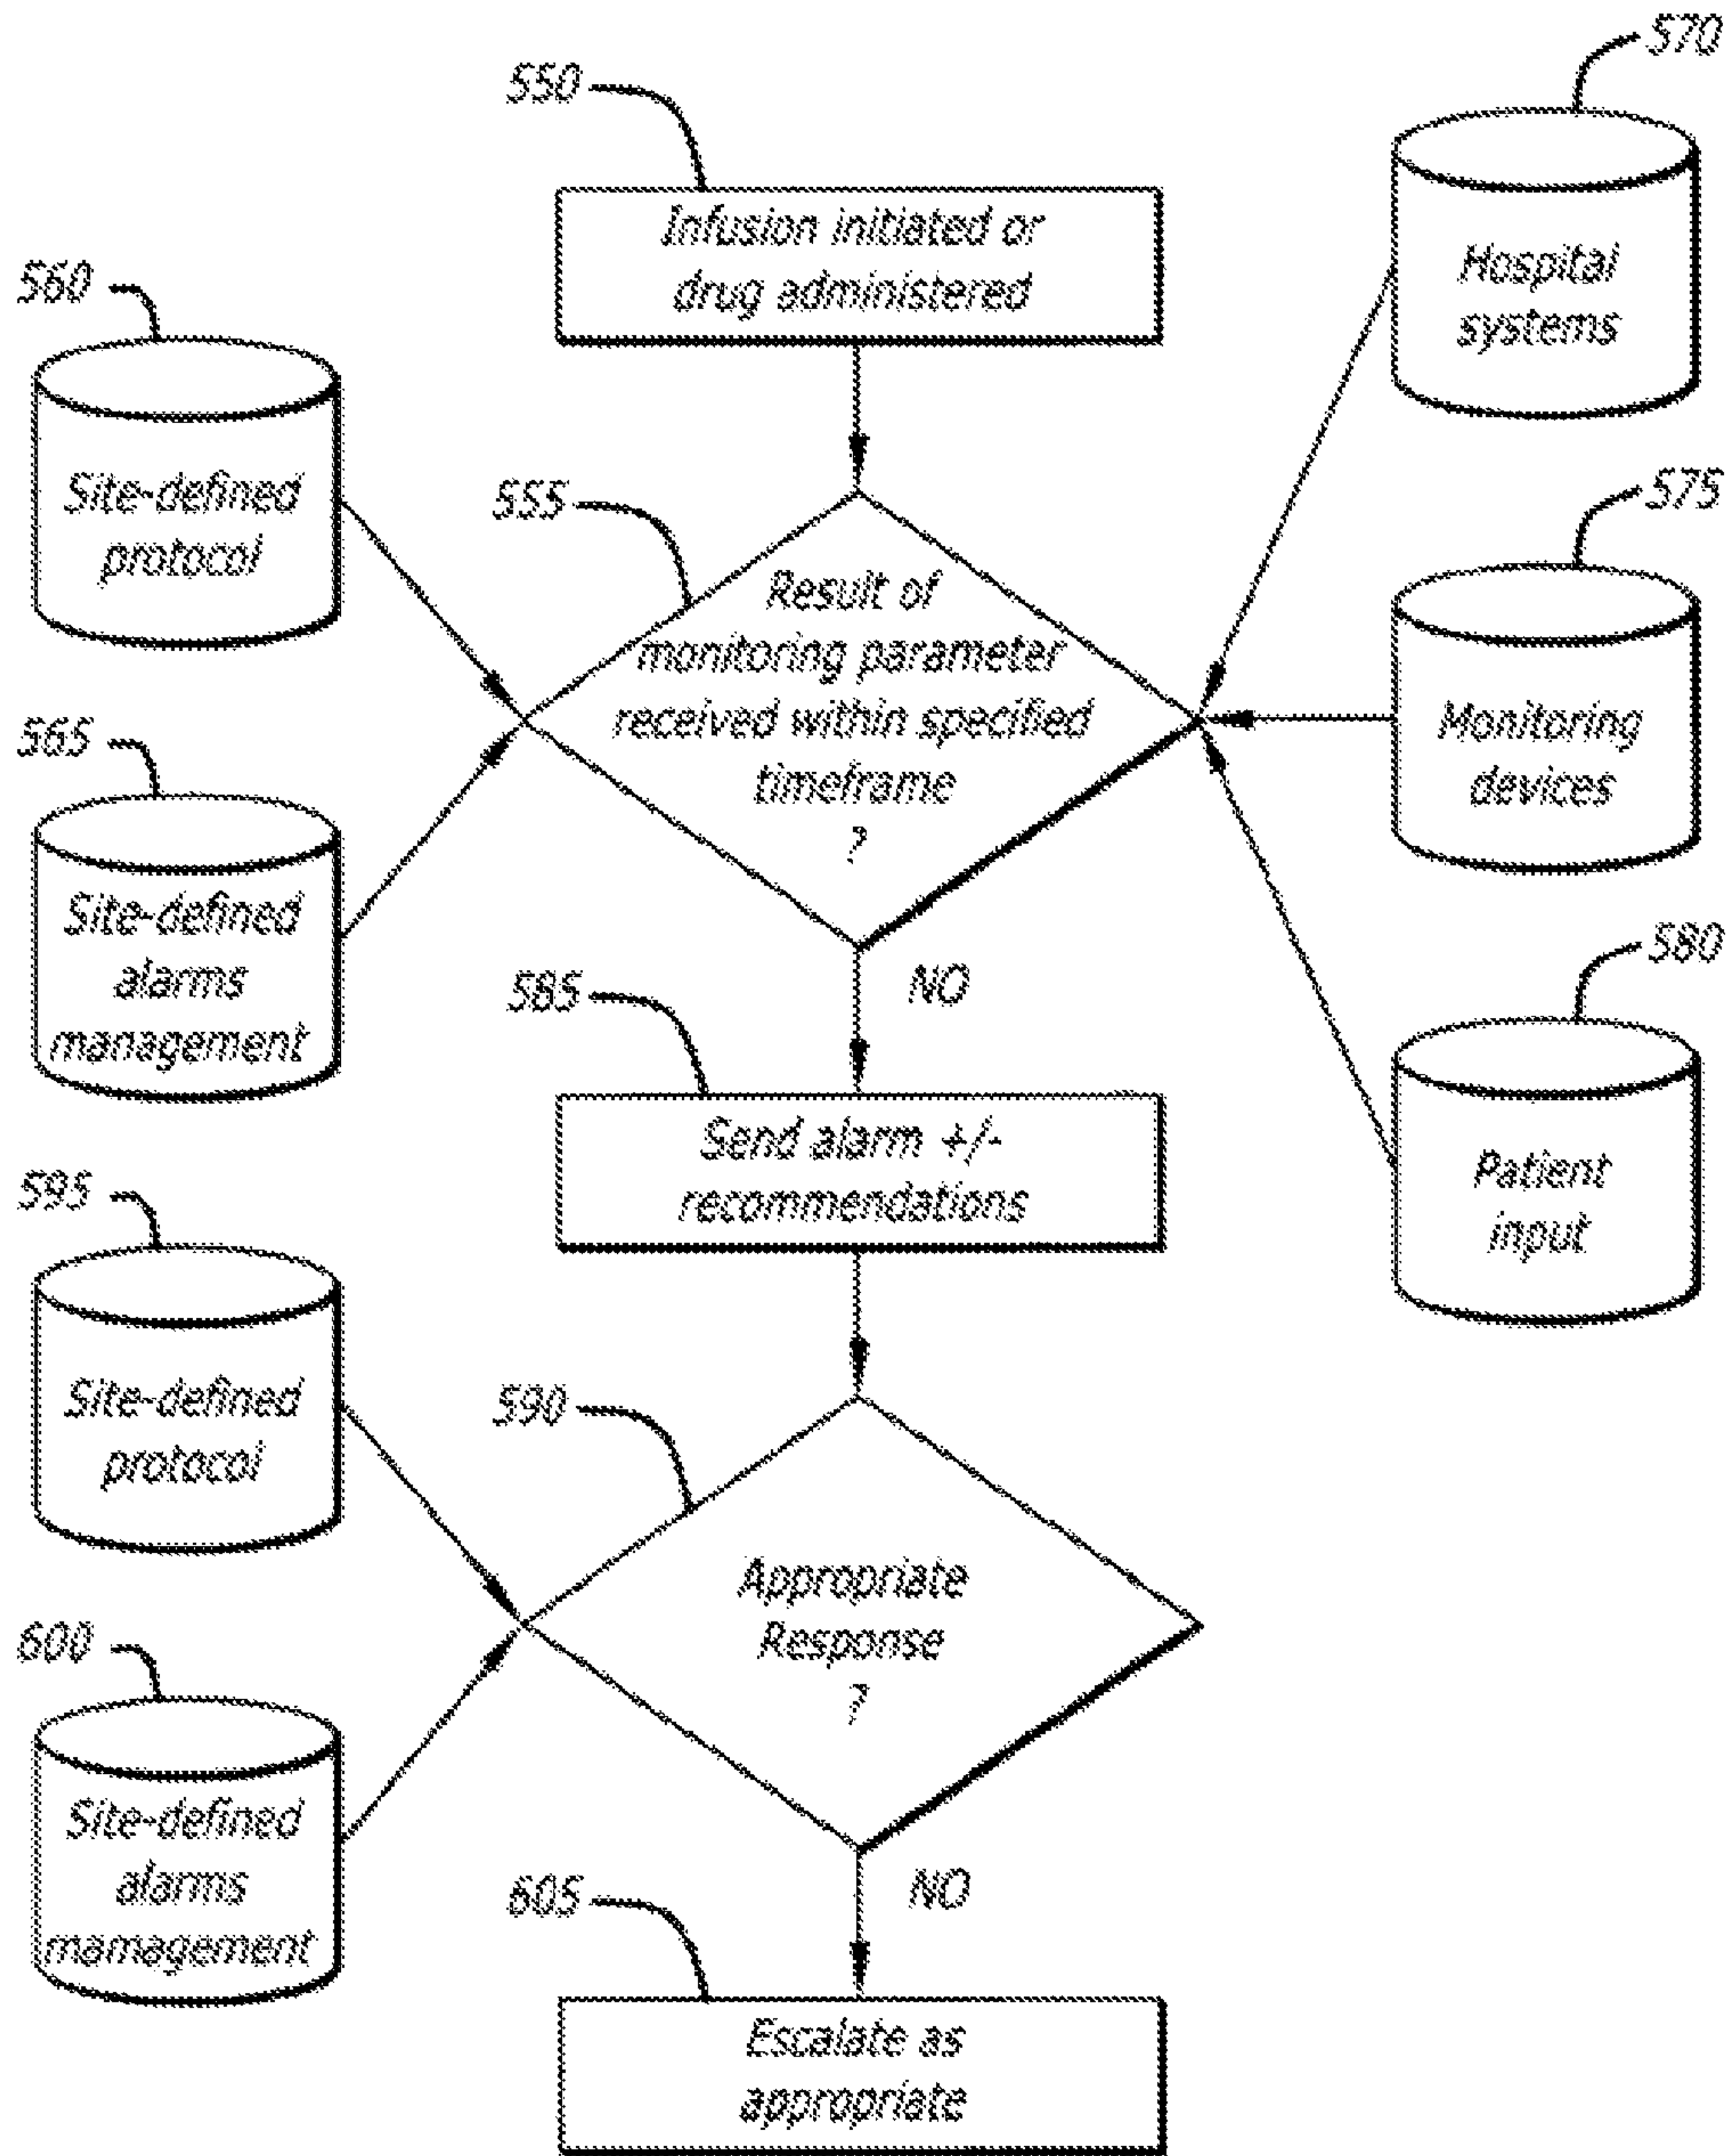 570
550
Infusion initiated or
drug administered
Hospital
systems
560
Site-defined
protocol
555
575
Result of
monitoring parameter
received within specified
timeframe
?
Monitoring
devices
565
Site-defined
alarms
management
580
NO
585
Send alarm +/-
recommendations
Patient
input
595
Site-defined
protocol
590
Appropriate
Response
?
600
Site-defined
alarms
mamagement
NO
605
Escalate as
appropriate